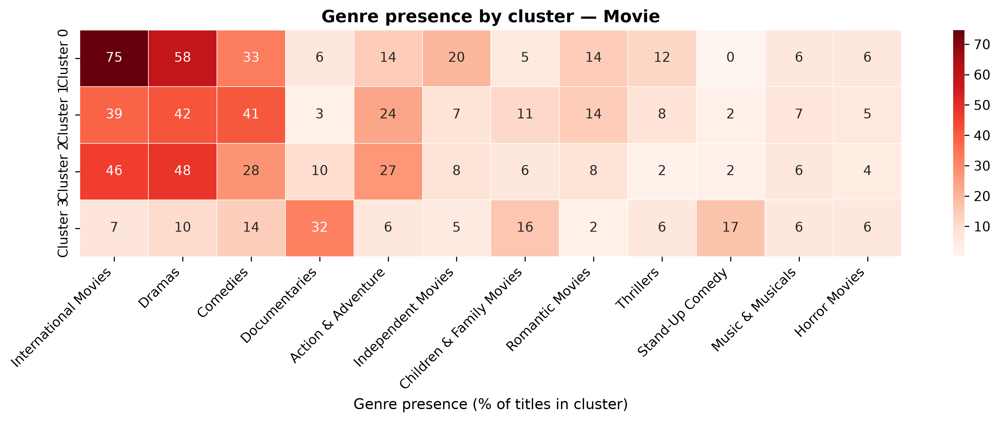 Genre presence by cluster — Movie
Cluster 0 75 58 33 6 14 20 5 14 12 0 6 6
Cluster 1 39 42 41 3 24 7 11 14 8 2 7 5
Cluster 2 46 48 28 10 27 8 6 8 2 2 6 4
Cluster 3 7 10 14 32 6 5 16 2 6 17 6 6
International Movies
Dramas
Comedies
Documentaries
Action & Adventure
Independent Movies
Children & Family Movies
Romantic Movies
Thrillers
Stand-Up Comedy
Music & Musicals
Horror Movies
Genre presence (% of titles in cluster)
70
60
50
40
30
20
10